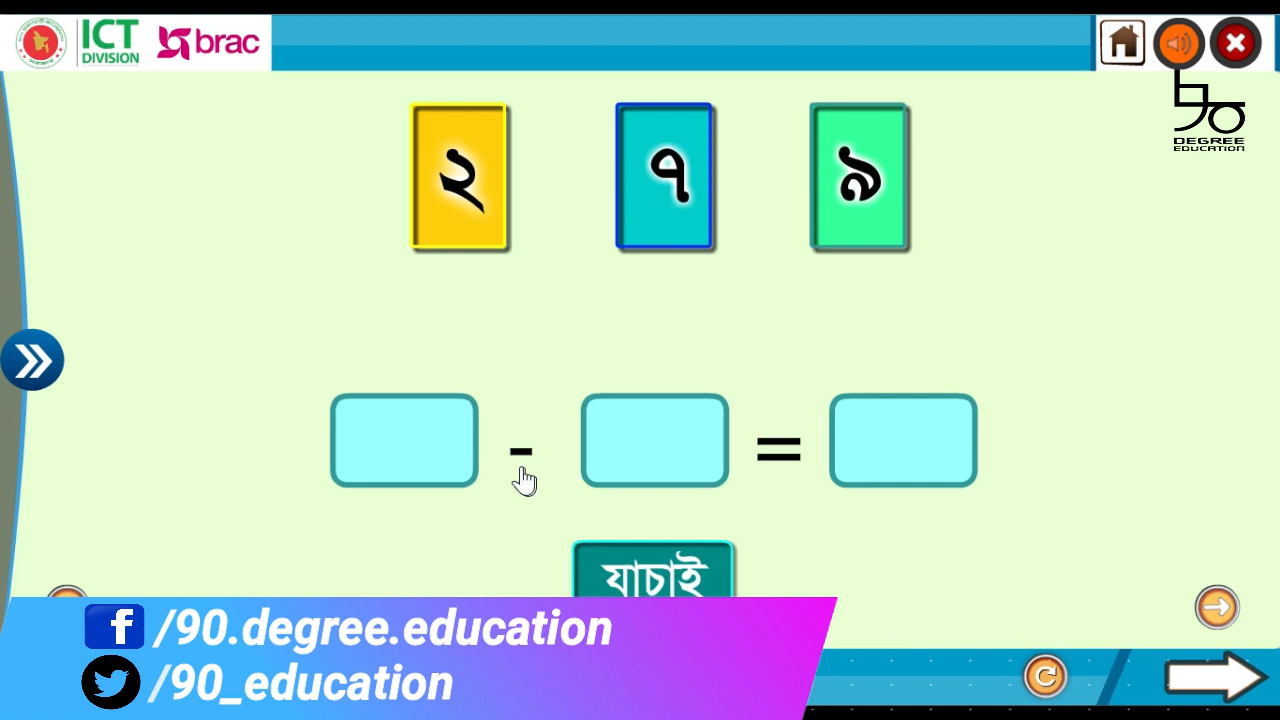 ICT
DIVISION
brac
DEGREE
EDUCATION
২ ৭ ৯
- =
যাচাই
f /90.degree.education
/90_education